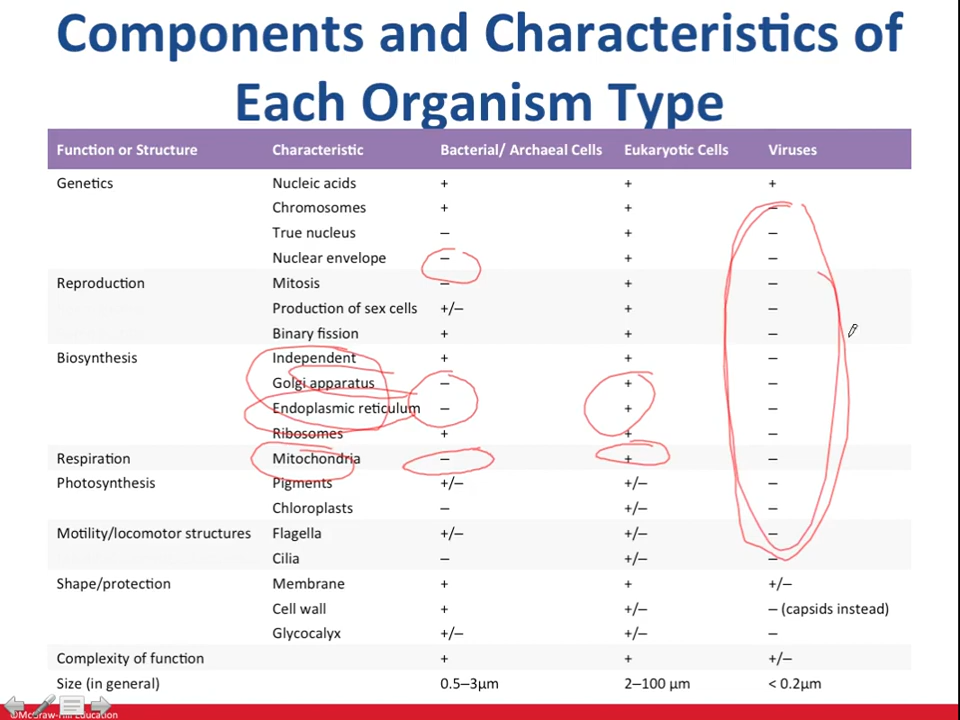 Components and Characteristics of
Each Organism Type
Function or Structure Characteristic Bacterial/ Archaeal Cells Eukaryotic Cells Viruses
Genetics Nucleic acids + + +
Chromosomes + + –
True nucleus – + –
Nuclear envelope – + –
Reproduction Mitosis – + –
Production of sex cells +/– + –
Binary fission + + –
Biosynthesis Independent + + –
Golgi apparatus – + –
Endoplasmic reticulum – + –
Ribosomes + + –
Respiration Mitochondria – + –
Photosynthesis Pigments +/– +/– –
Chloroplasts – +/– –
Motility/locomotor structures Flagella +/– +/– –
Cilia – +/– –
Shape/protection Membrane + + +/–
Cell wall + +/– – (capsids instead)
Glycocalyx +/– +/– –
Complexity of function + + +/–
Size (in general) 0.5–3µm 2–100 µm < 0.2µm
©McGraw-Hill Education